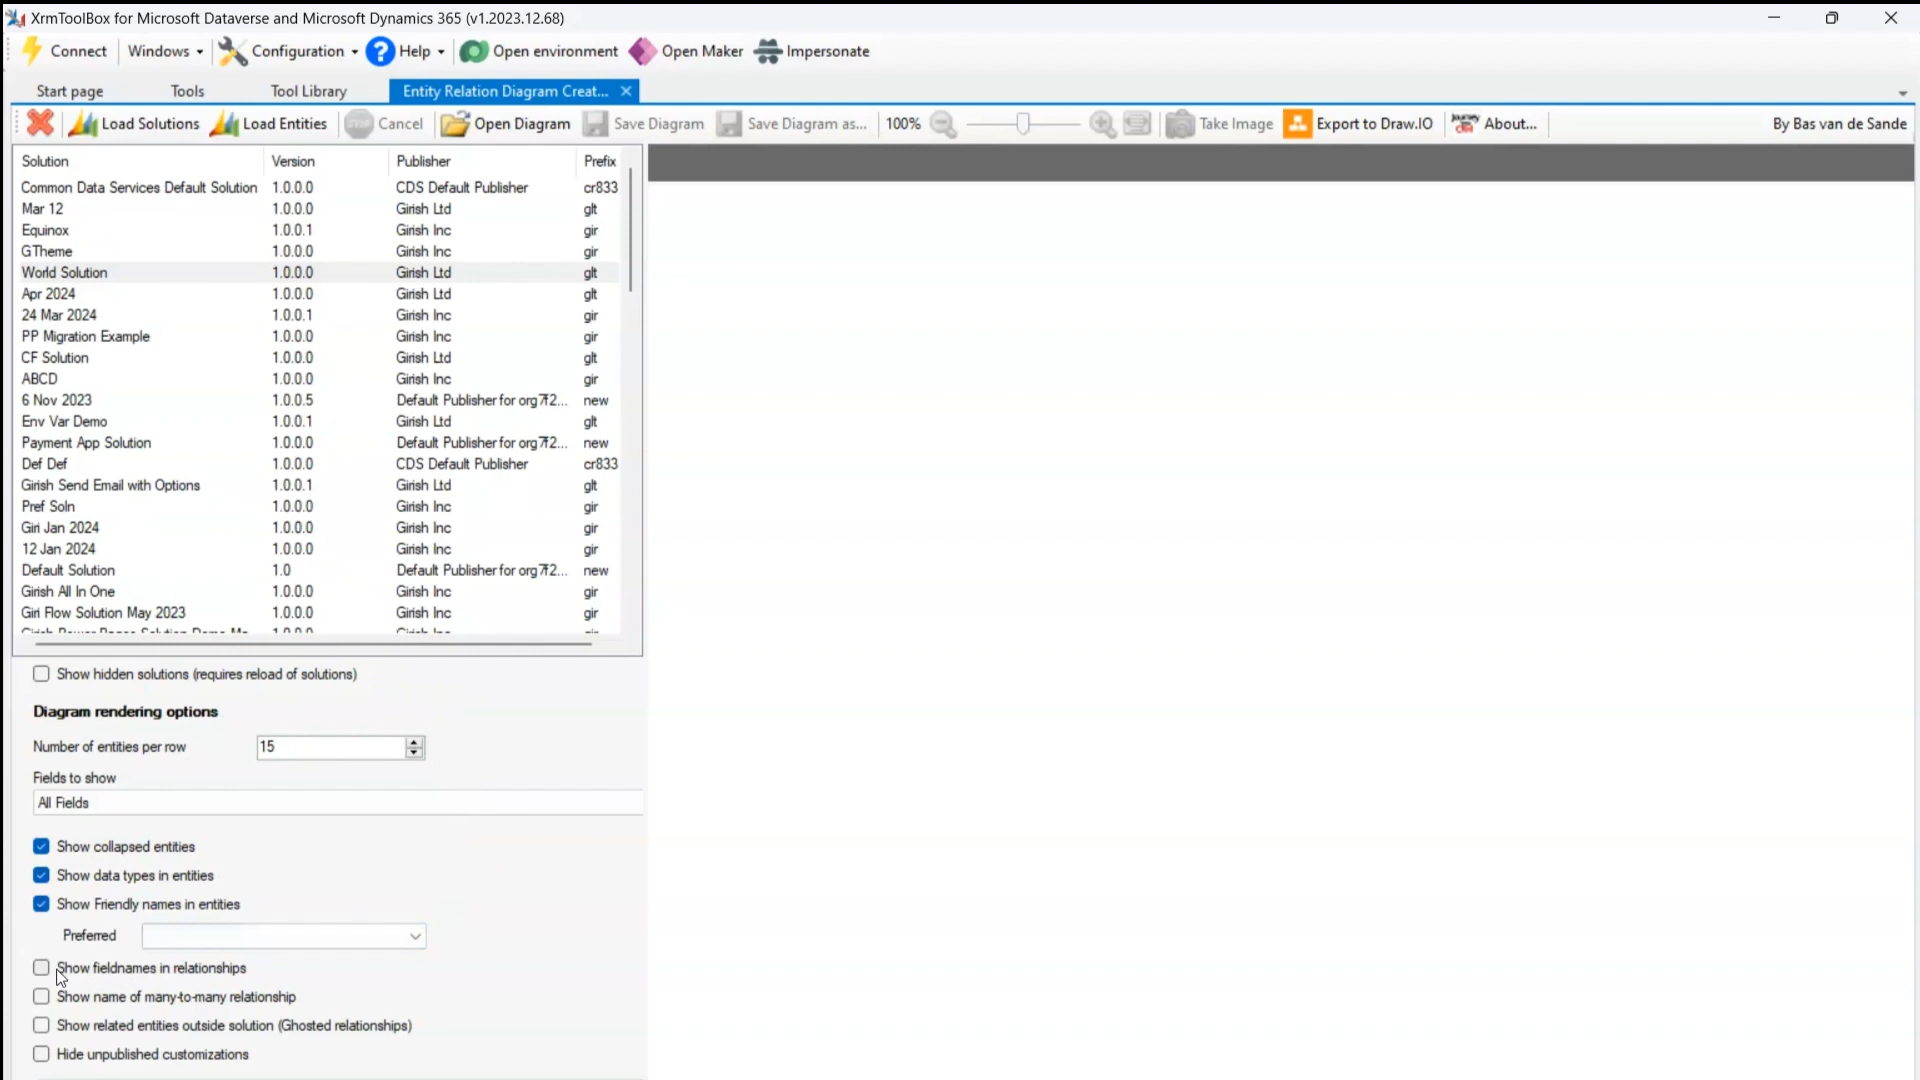 XrmToolBox for Microsoft Dataverse and Microsoft Dynamics 365 (v1.2023.12.68)
Connect Windows Configuration Help Open environment Open Maker Impersonate
Start page Tools Tool Library Entity Relation Diagram Creat...
Load Solutions Load Entities Cancel Open Diagram Save Diagram Save Diagram as... 100% Take Image Export to Draw.IO About... By Bas van de Sande
Solution Version Publisher Prefix
Common Data Services Default Solution 1.0.0.0 CDS Default Publisher cr833
Mar 12 1.0.0.0 Girish Ltd glt
Equinox 1.0.0.1 Girish Inc gir
GTheme 1.0.0.0 Girish Inc gir
World Solution 1.0.0.0 Girish Ltd glt
Apr 2024 1.0.0.0 Girish Ltd glt
24 Mar 2024 1.0.0.1 Girish Inc gir
PP Migration Example 1.0.0.0 Girish Inc gir
CF Solution 1.0.0.0 Girish Ltd glt
ABCD 1.0.0.0 Girish Inc gir
6 Nov 2023 1.0.0.5 Default Publisher for org7f2... new
Env Var Demo 1.0.0.1 Girish Ltd glt
Payment App Solution 1.0.0.0 Default Publisher for org7f2... new
Def Def 1.0.0.0 CDS Default Publisher cr833
Girish Send Email with Options 1.0.0.1 Girish Ltd glt
Pref Soln 1.0.0.0 Girish Inc gir
Giri Jan 2024 1.0.0.0 Girish Inc gir
12 Jan 2024 1.0.0.0 Girish Inc gir
Default Solution 1.0 Default Publisher for org7f2... new
Girish All In One 1.0.0.0 Girish Inc gir
Giri Flow Solution May 2023 1.0.0.0 Girish Inc gir
Show hidden solutions (requires reload of solutions)
Diagram rendering options
Number of entities per row 15
Fields to show
All Fields
Show collapsed entities
Show data types in entities
Show Friendly names in entities
Preferred
Show fieldnames in relationships
Show name of many-to-many relationship
Show related entities outside solution (Ghosted relationships)
Hide unpublished customizations